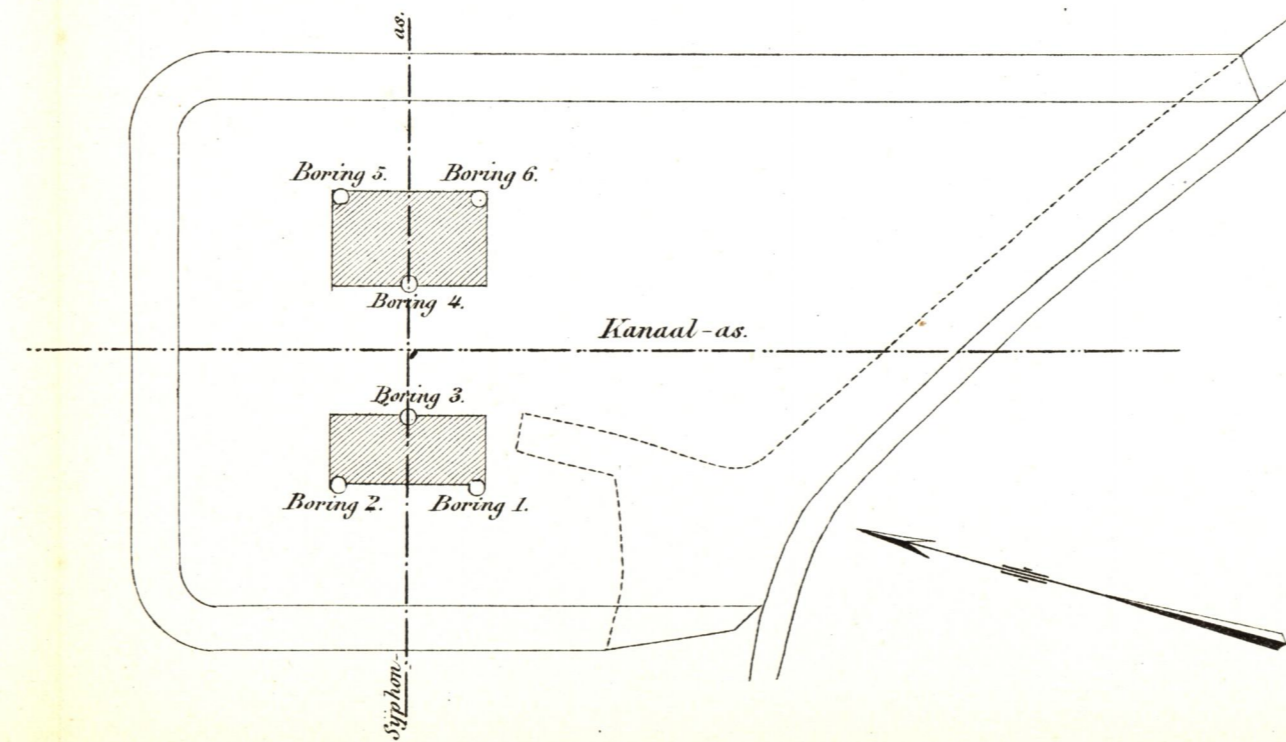 as.
Boring 5.
Boring 6.
Boring 4.
Kanaal-as.
Boring 3.
Boring 2.
Boring 1.
Syphon-